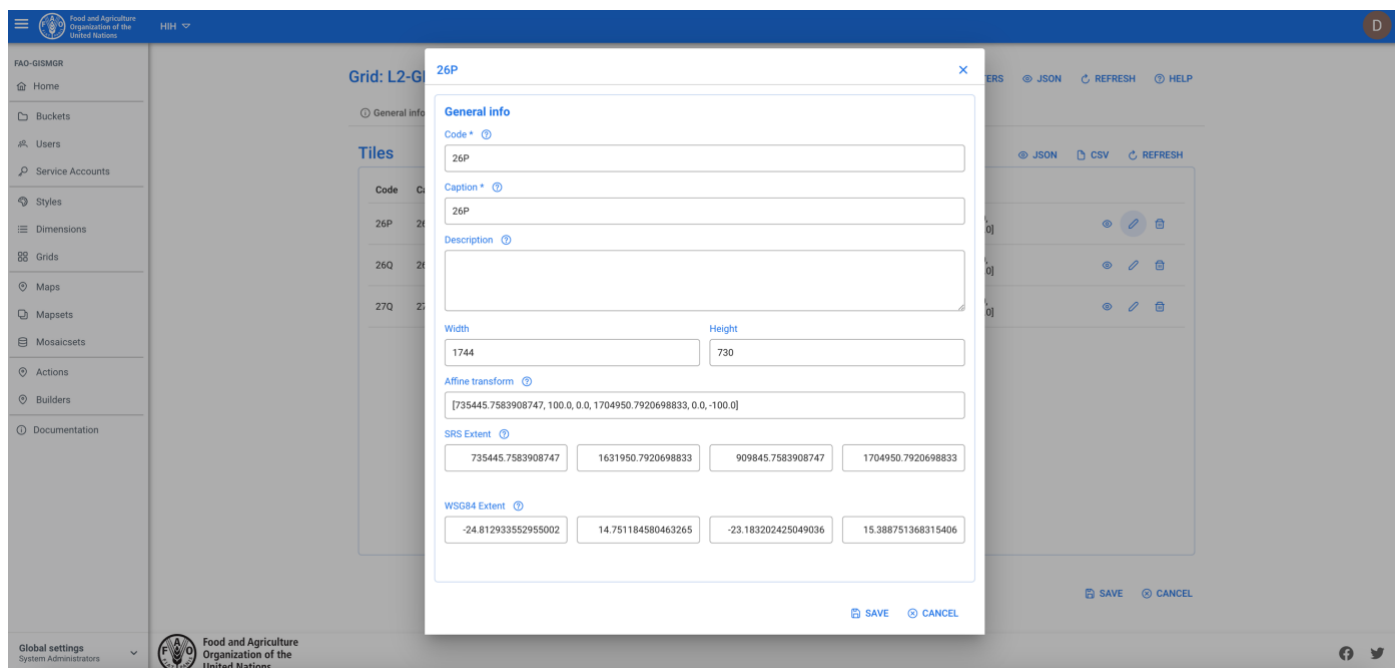 Food and Agriculture
Organization of the
United Nations
HIH
D
FAO-GISMGR
Home
Buckets
Users
Service Accounts
Styles
Dimensions
Grids
Maps
Mapsets
Mosaicsets
Actions
Builders
Documentation
Global settings
System Administrators
Grid: L2-GI
ERS
JSON
REFRESH
HELP
General info
Tiles
JSON
CSV
REFRESH
Code
26P
26Q
27Q
26P
General info
Code *
26P
Caption *
26P
Description
Width Height
1744 730
Affine transform
[735445.7583908747, 100.0, 0.0, 1704950.7920698833, 0.0, -100.0]
SRS Extent
735445.7583908747 1631950.7920698833 909845.7583908747 1704950.7920698833
WSG84 Extent
-24.812933552955002 14.751184580463265 -23.183202425049036 15.388751368315406
SAVE CANCEL
SAVE CANCEL
Food and Agriculture
Organization of the
United Nations